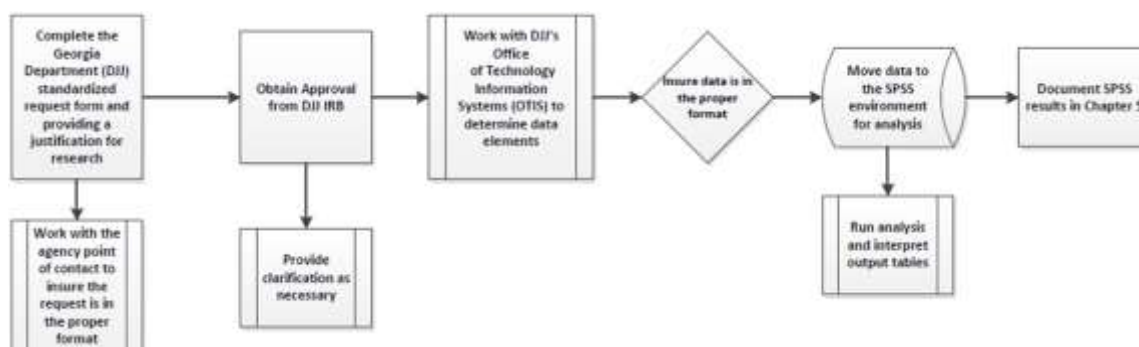 Complete the
Georgia
Department (DJJ)
standardized
request form and
providing a
justification for
research
Work with the
agency point
of contact to
insure the
request is in
the proper
format
Obtain Approval
from DJJ IRB
Provide
clarification as
necessary
Work with DJJ's
Office
of Technology
Information
Systems (OTIS) to
determine data
elements
Insure data is in
the proper
format
Move data to
the SPSS
environment
for analysis
Run analysis
and interpret
output tables
Document SPSS
results in Chapter 5